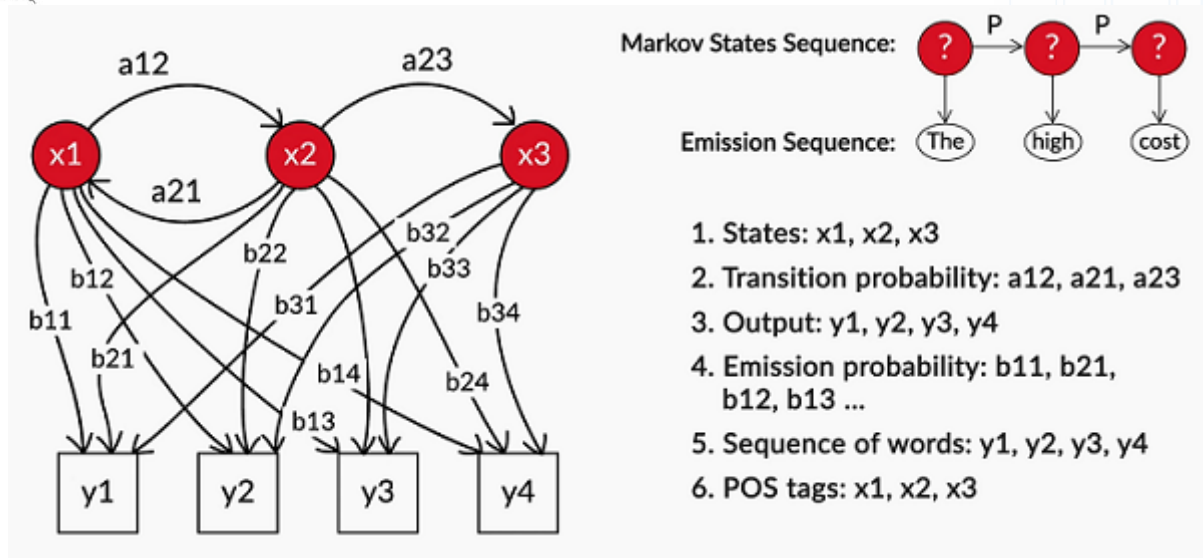 a12
a23
x1
x2
x3
a21
b32
b22
b33
b12
b31
b11
b34
b21
b14
b24
b13
y1
y2
y3
y4
Markov States Sequence: ? P ? P ?
Emission Sequence: The high cost
1. States: x1, x2, x3
2. Transition probability: a12, a21, a23
3. Output: y1, y2, y3, y4
4. Emission probability: b11, b21,
b12, b13 ...
5. Sequence of words: y1, y2, y3, y4
6. POS tags: x1, x2, x3